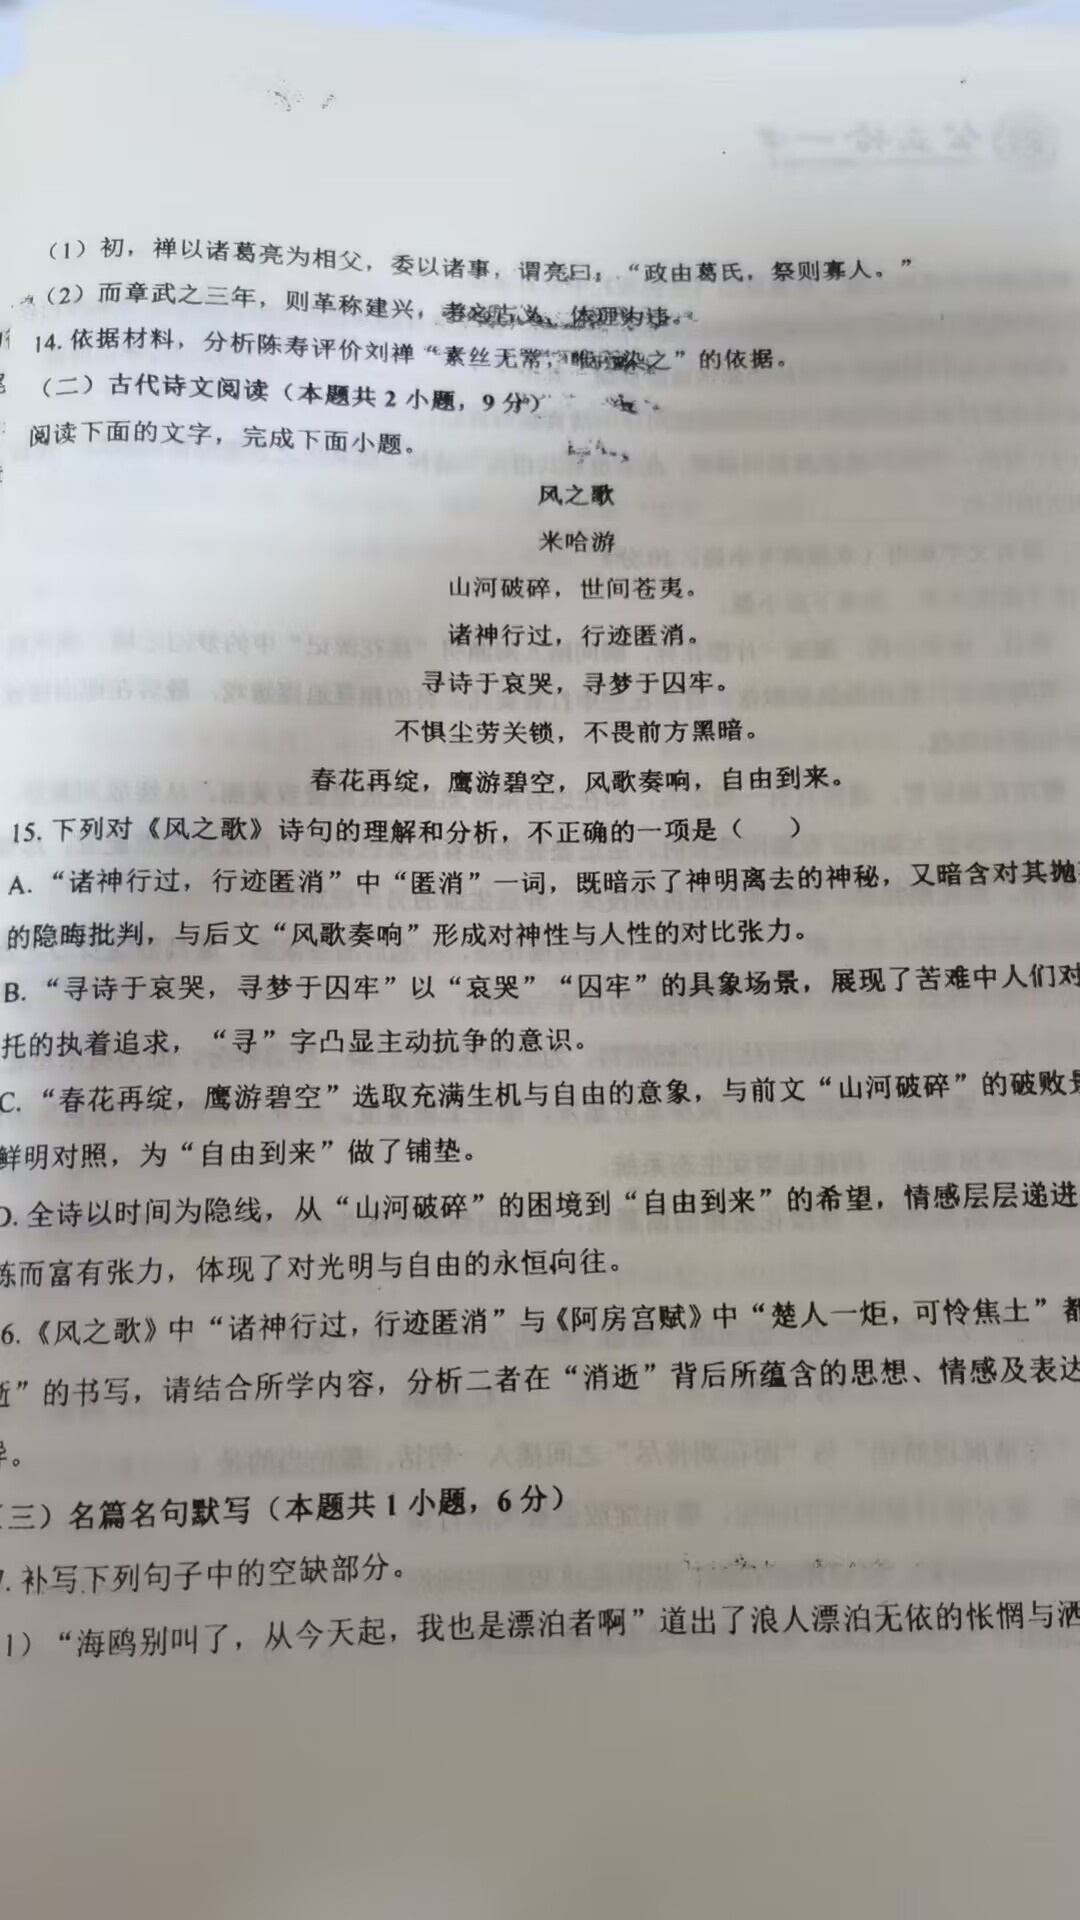 （1）初，禅以诸葛亮为相父，委以诸事，谓亮曰：“政由葛氏，祭则寡人。”
（2）而章武之三年，则革称建兴，考之古义，体理为违。
14. 依据材料，分析陈寿评价刘禅“素丝无常，唯所染之”的依据。
（二）古代诗文阅读（本题共 2 小题，9 分）
阅读下面的文字，完成下面小题。
风之歌
米哈游
山河破碎，世间苍夷。
诸神行过，行迹匿消。
寻诗于哀哭，寻梦于囚牢。
不惧尘劳关锁，不畏前方黑暗。
春花再绽，鹰游碧空，风歌奏响，自由到来。
15. 下列对《风之歌》诗句的理解和分析，不正确的一项是（  ）
A. “诸神行过，行迹匿消”中“匿消”一词，既暗示了神明离去的神秘，又暗含对其抛
的隐晦批判，与后文“风歌奏响”形成对神性与人性的对比张力。
B. “寻诗于哀哭，寻梦于囚牢”以“哀哭”“囚牢”的具象场景，展现了苦难中人们对
托的执着追求，“寻”字凸显主动抗争的意识。
C. “春花再绽，鹰游碧空”选取充满生机与自由的意象，与前文“山河破碎”的破败景
鲜明对照，为“自由到来”做了铺垫。
D. 全诗以时间为隐线，从“山河破碎”的困境到“自由到来”的希望，情感层层递进
炼而富有张力，体现了对光明与自由的永恒向往。
6.《风之歌》中“诸神行过，行迹匿消”与《阿房宫赋》中“楚人一炬，可怜焦土”都
逝”的书写，请结合所学内容，分析二者在“消逝”背后所蕴含的思想、情感及表达
异。
（三）名篇名句默写（本题共 1 小题，6 分）
7. 补写下列句子中的空缺部分。
1）“海鸥别叫了，从今天起，我也是漂泊者啊”道出了浪人漂泊无依的怅惘与洒